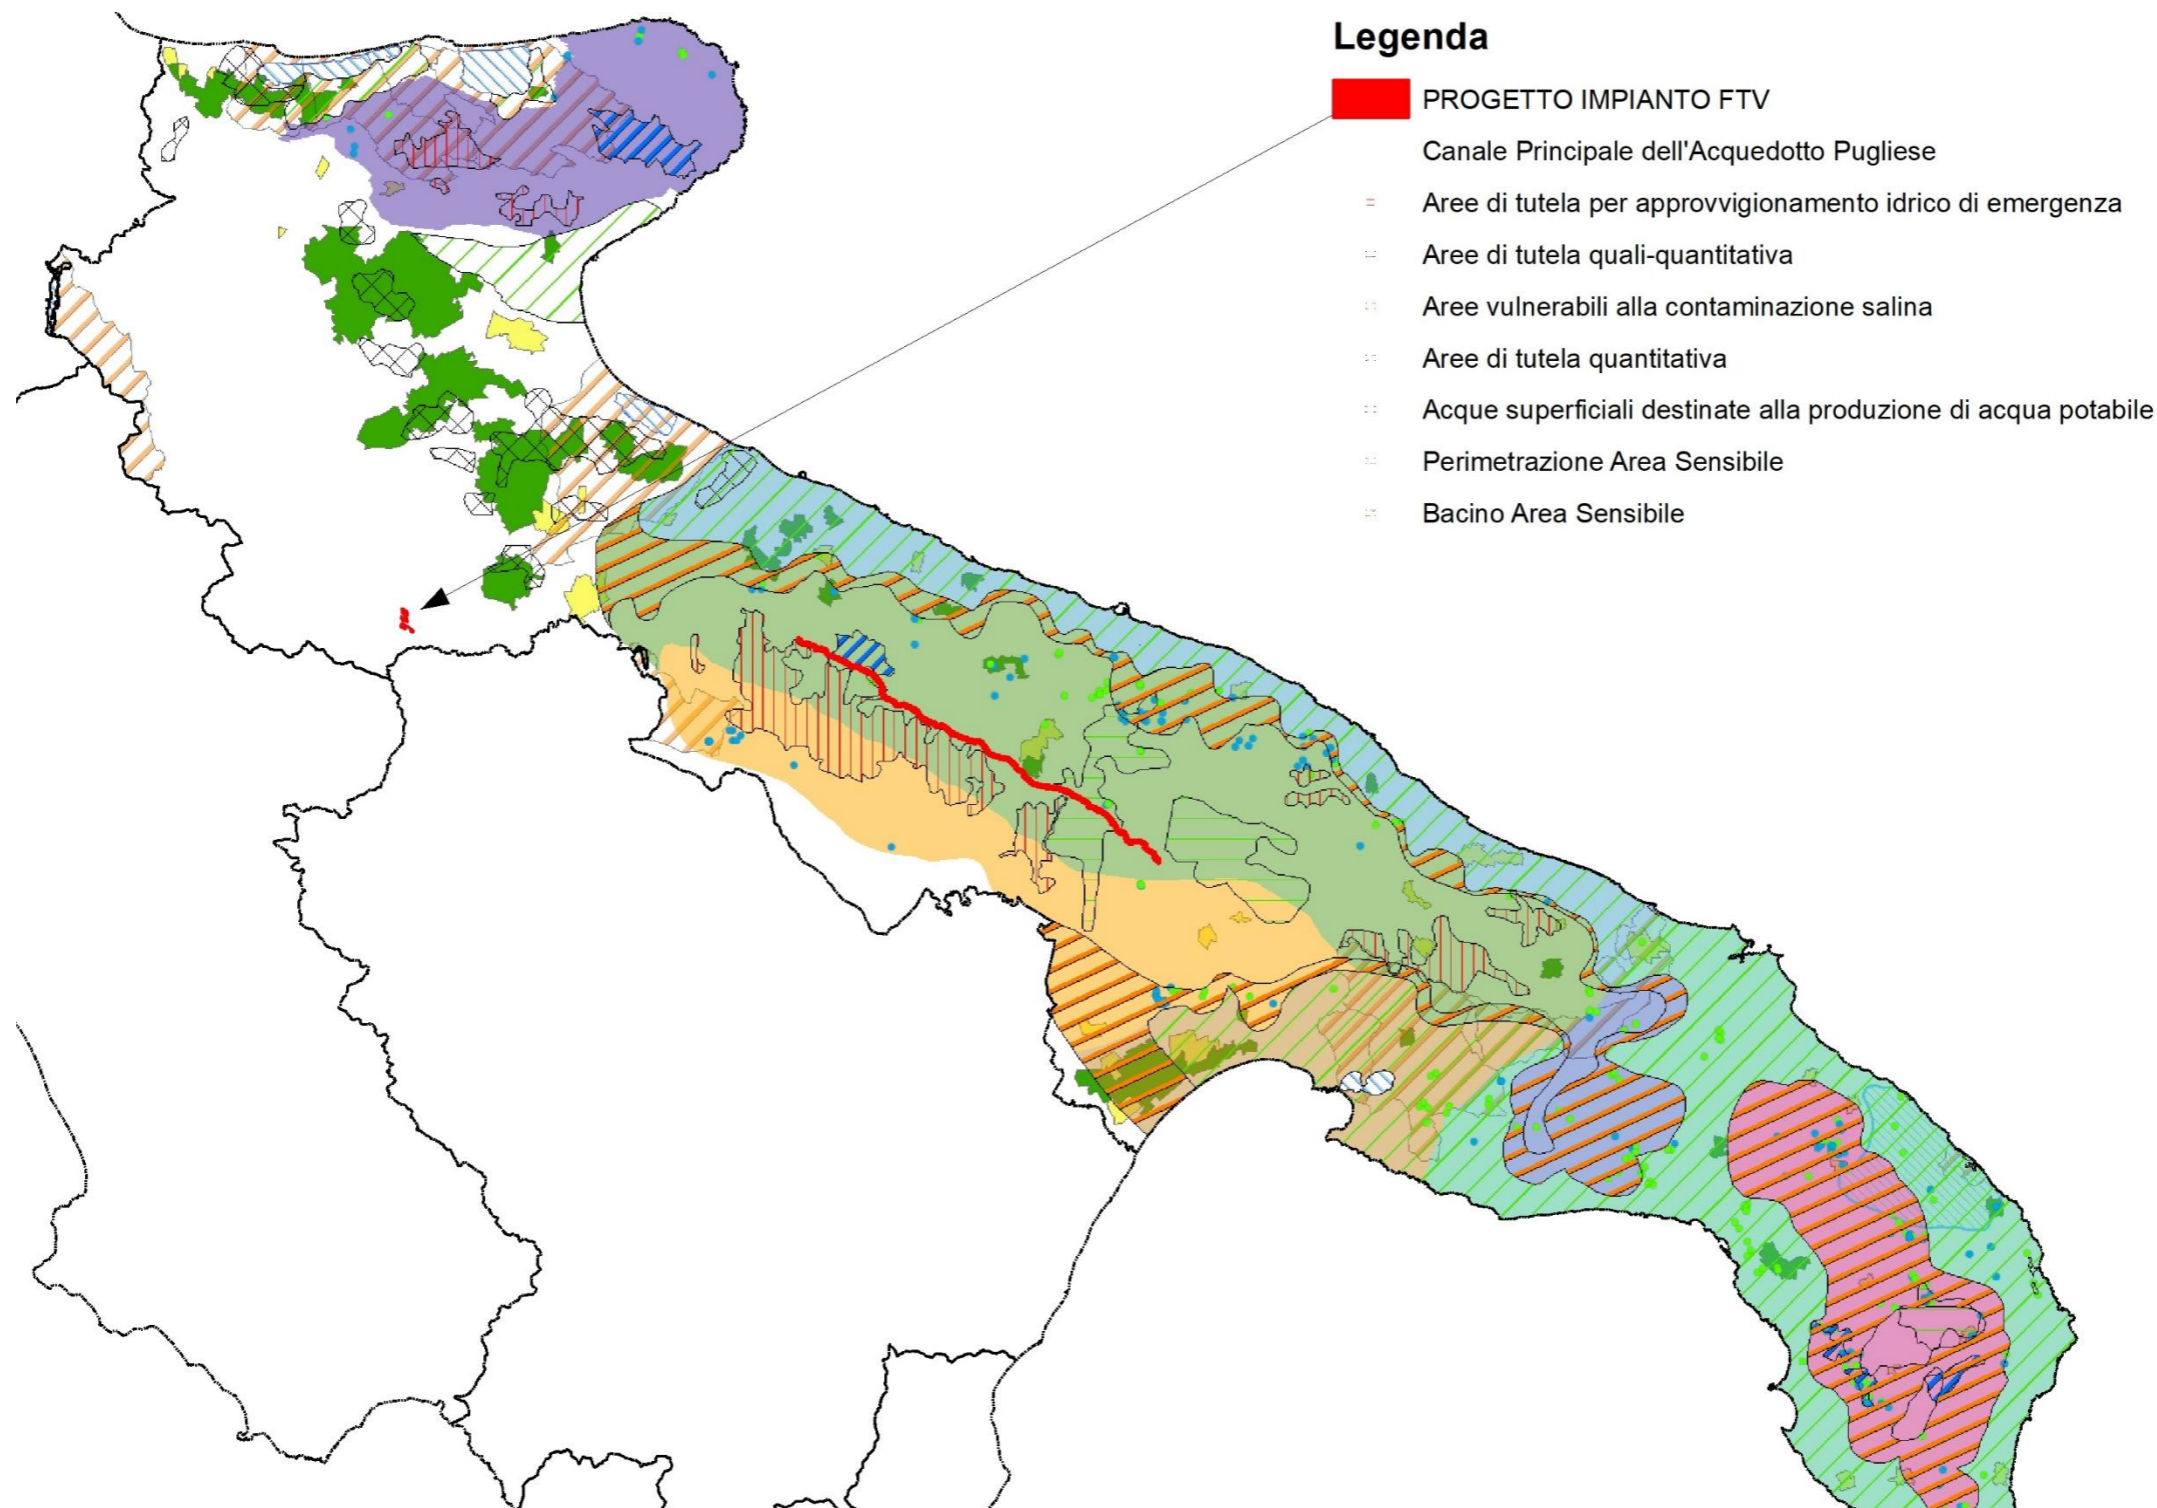 Legenda
PROGETTO IMPIANTO FTV
Canale Principale dell'Acquedotto Pugliese
Aree di tutela per approvvigionamento idrico di emergenza
Aree di tutela quali-quantitativa
Aree vulnerabili alla contaminazione salina
Aree di tutela quantitativa
Acque superficiali destinate alla produzione di acqua potabile
Perimetrazione Area Sensibile
Bacino Area Sensibile